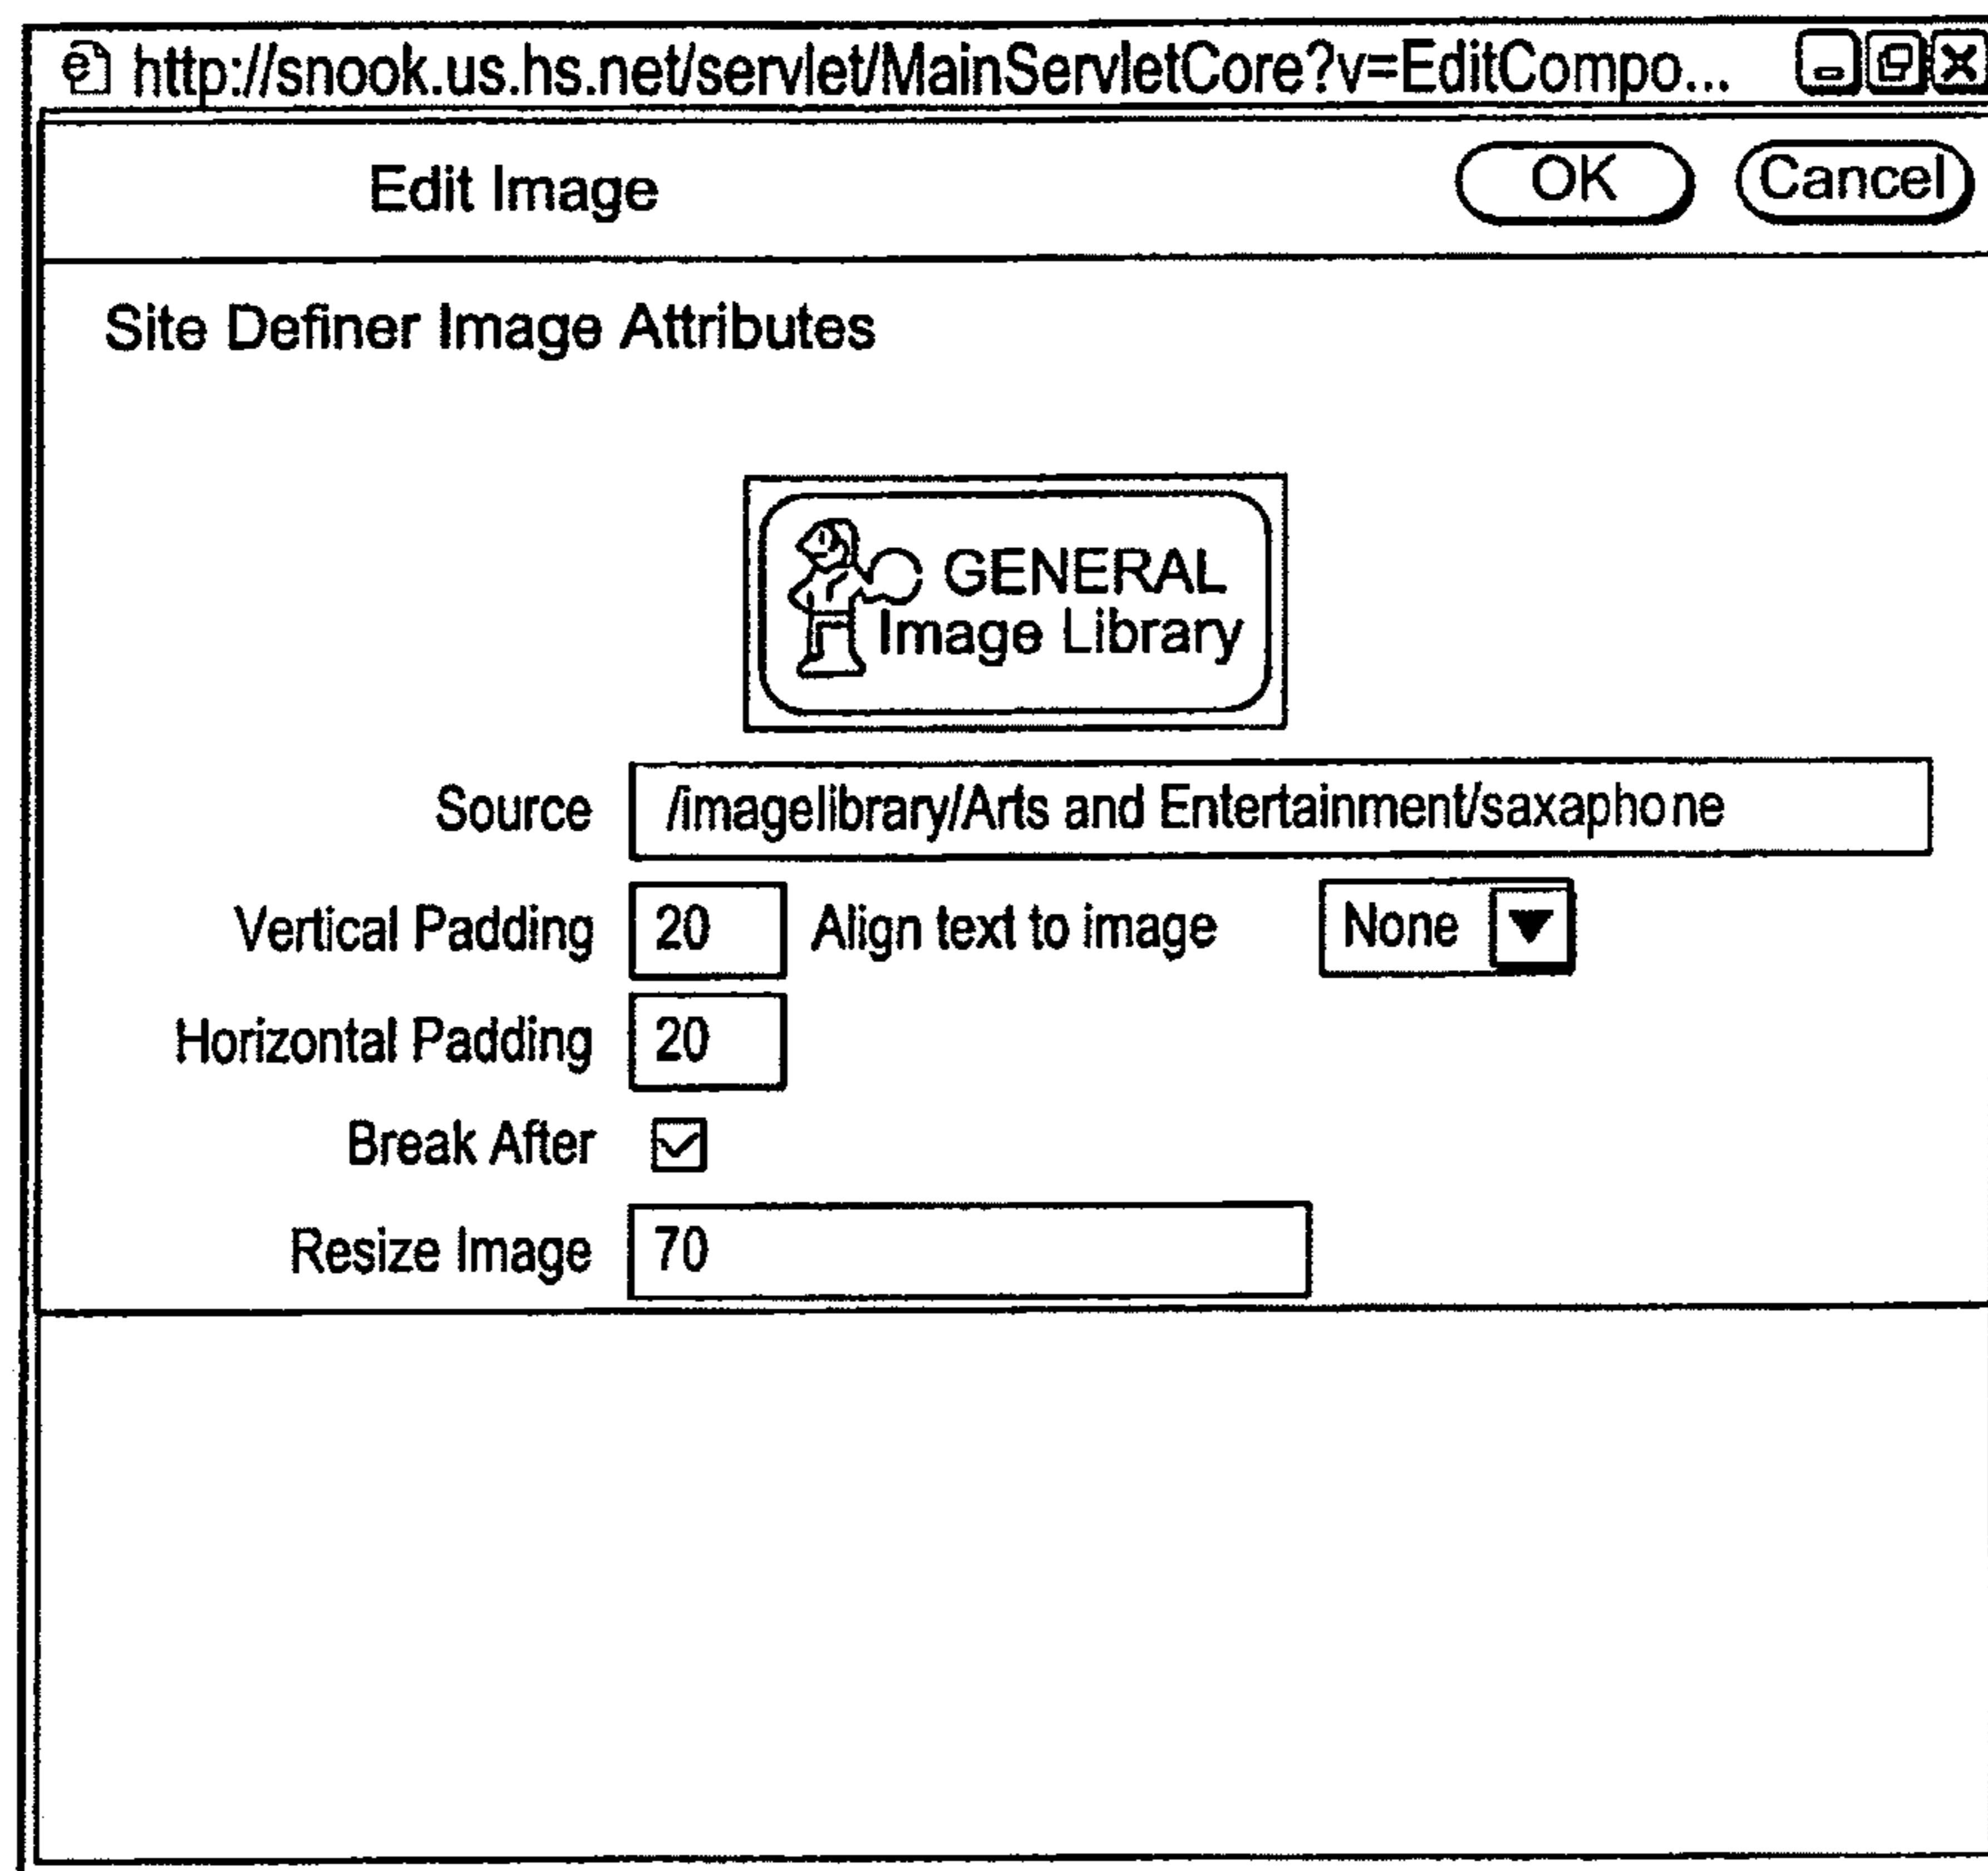 http://snook.us.hs.net/servlet/MainServletCore?v=EditCompo...
Edit Image OK Cancel
Site Definer Image Attributes
GENERAL
Image Library
Source /imagelibrary/Arts and Entertainment/saxaphone
Vertical Padding 20 Align text to image None
Horizontal Padding 20
Break After
Resize Image 70